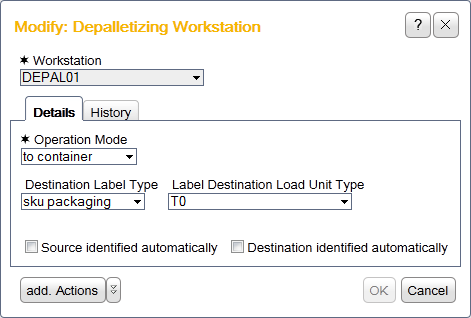 Modify: Depalletizing Workstation
?
✶ Workstation
DEPAL01
Details History
✶ Operation Mode
to container
Destination Label Type Label Destination Load Unit Type
sku packaging T0
Source identified automatically Destination identified automatically
add. Actions OK Cancel